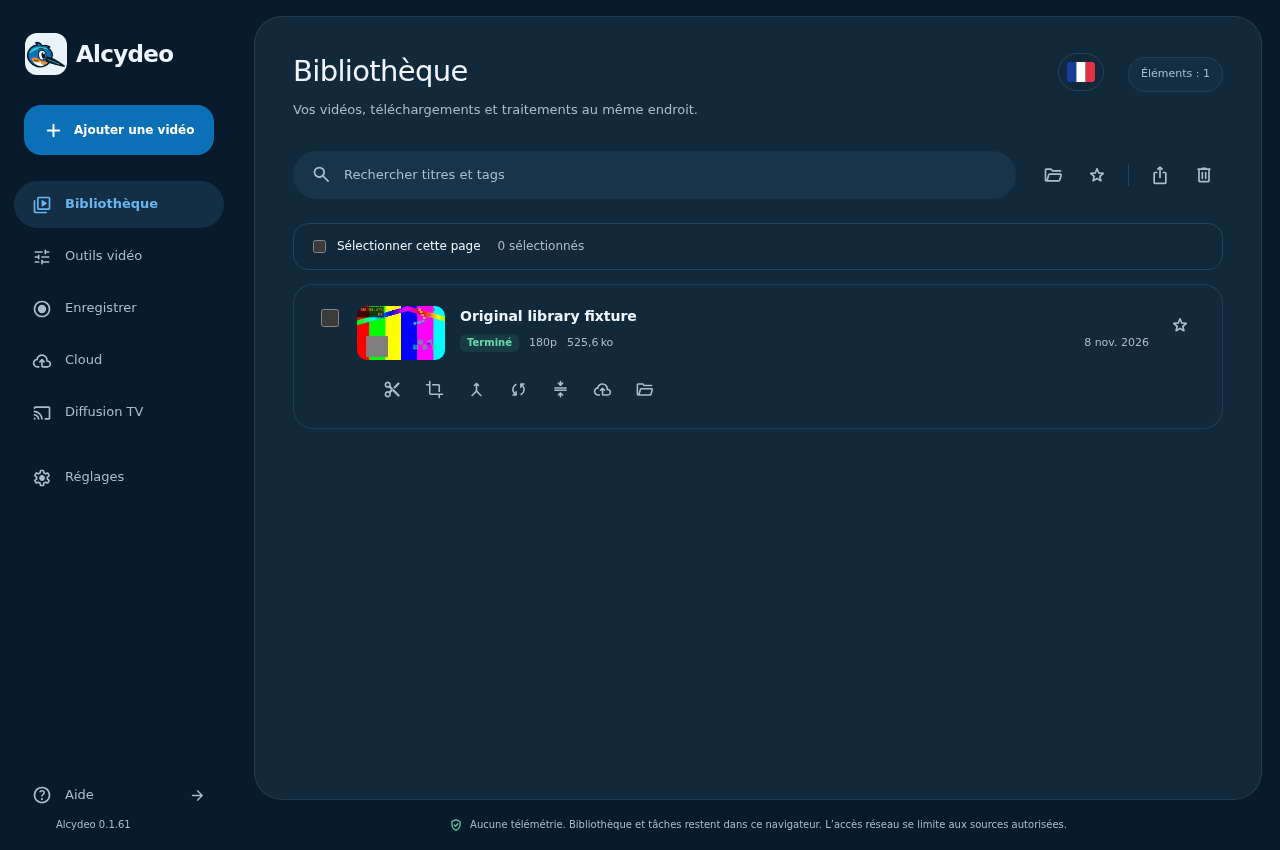 Alcydeo
Ajouter une vidéo
Bibliothèque
Outils vidéo
Enregistrer
Cloud
Diffusion TV
Réglages
Aide
Alcydeo 0.1.61
Bibliothèque
Éléments : 1
Vos vidéos, téléchargements et traitements au même endroit.
Rechercher titres et tags
Sélectionner cette page 0 sélectionnés
Original library fixture
Terminé 180p 525,6 ko 8 nov. 2026
Aucune télémétrie. Bibliothèque et tâches restent dans ce navigateur. L’accès réseau se limite aux sources autorisées.